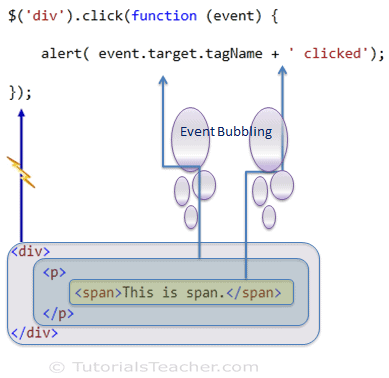 $('div').click(function (event) {
alert( event.target.tagName + ' clicked');
});
Event Bubbling
<div>
<p>
<span>This is span.</span>
</p>
</div>
© TutorialsTeacher.com